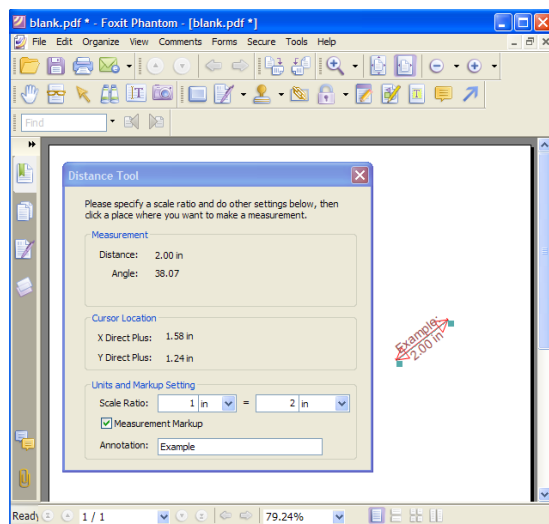 blank.pdf * - Foxit Phantom - [blank.pdf *]
File Edit Organize View Comments Forms Secure Tools Help
Find
Distance Tool
Please specify a scale ratio and do other settings below, then
click a place where you want to make a measurement.
Measurement
Distance: 2.00 in
Angle: 38.07
Cursor Location
X Direct Plus: 1.58 in
Y Direct Plus: 1.24 in
Units and Markup Setting
Scale Ratio: 1 in = 2 in
Measurement Markup
Annotation: Example
Example:
2.00 in
Ready 1 / 1 79.24%